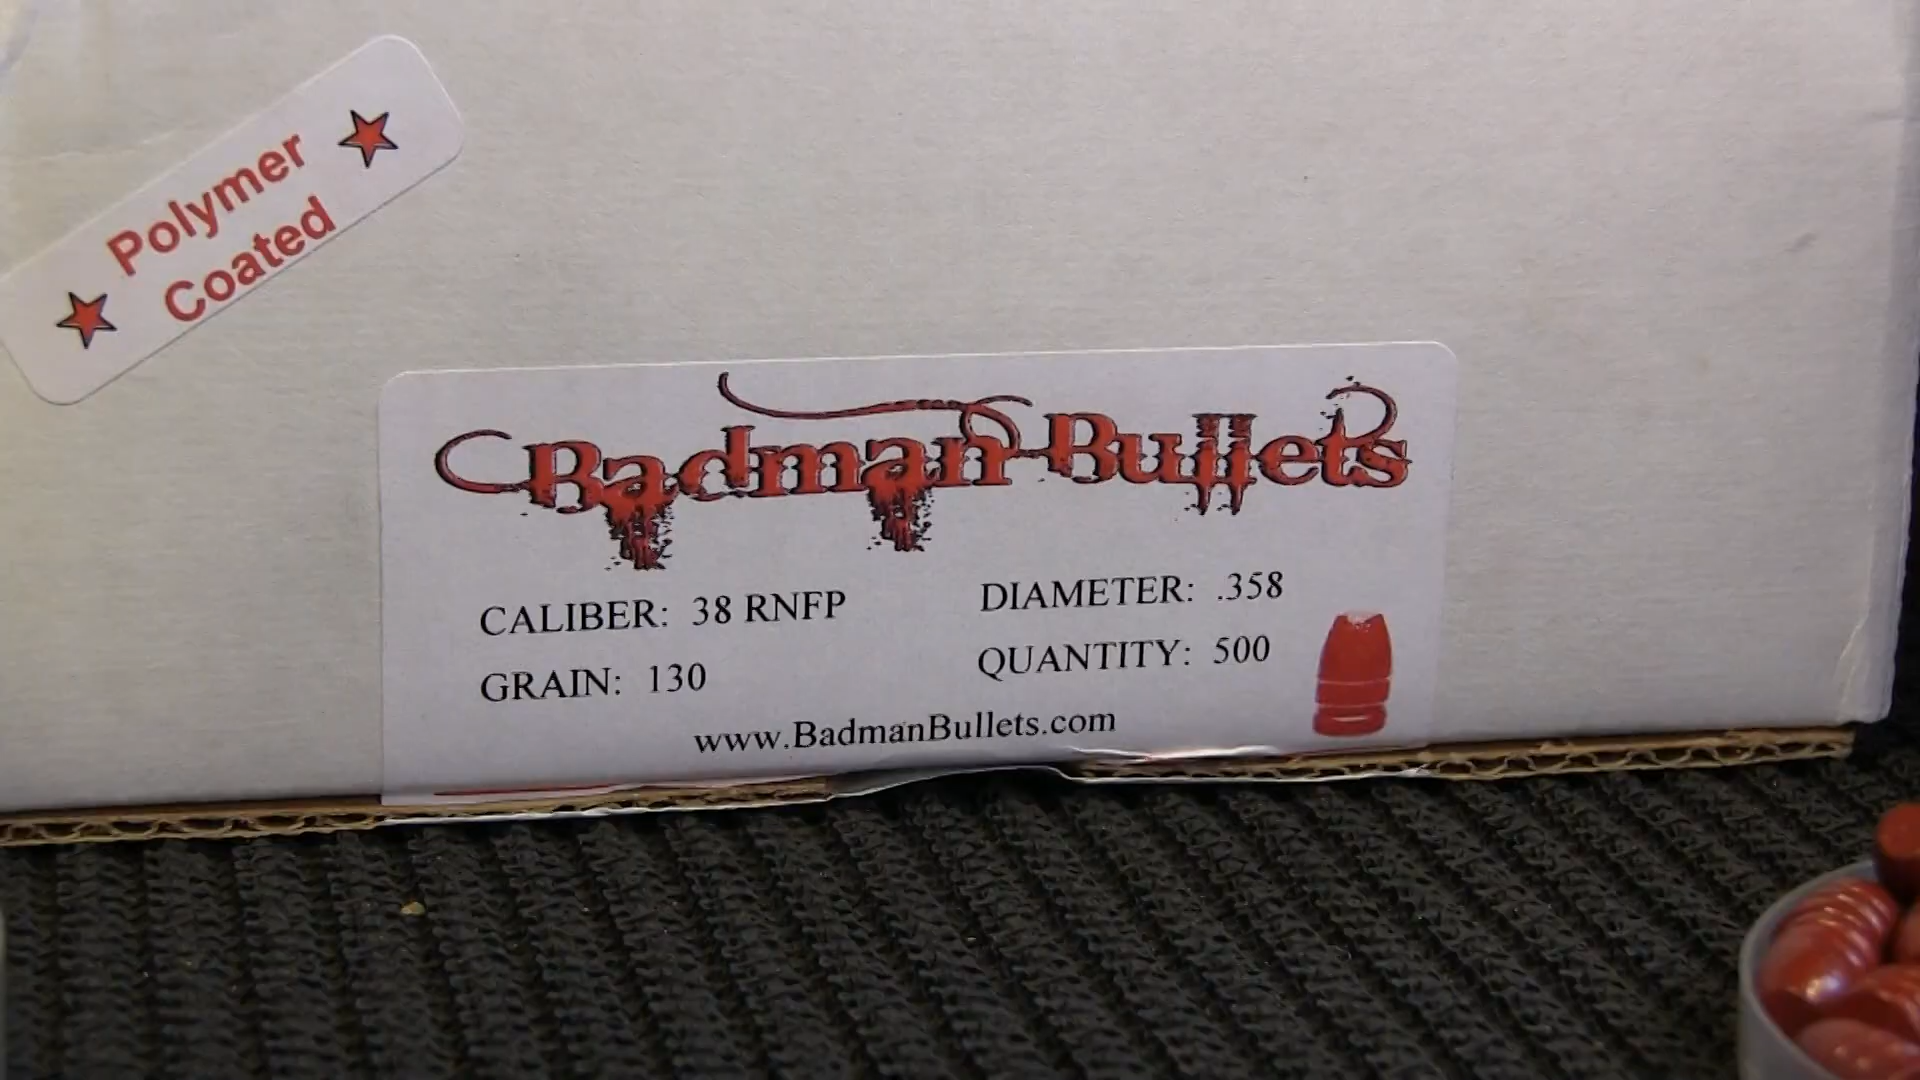 Polymer
Coated
Badman Bullets
CALIBER: 38 RNFP
DIAMETER: .358
GRAIN: 130
QUANTITY: 500
www.BadmanBullets.com